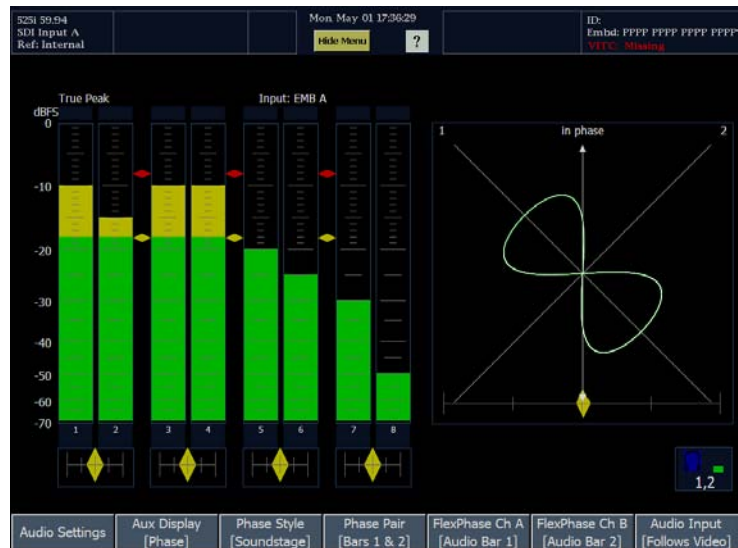 525i 59.94
SDI Input A
Ref: Internal
Mon. May 01 17:36:29
Hide Menu
?
ID:
Embd: PPPP PPPP PPPP PPPP
VITC: Missing
True Peak
Input: EMB A
dBFS
0
-10
-20
-30
-40
-50
-60
-70
1 2 3 4 5 6 7 8
1 in phase 2
1,2
Audio Settings
Aux Display
[Phase]
Phase Style
[Soundstage]
Phase Pair
[Bars 1 & 2]
FlexPhase Ch A
[Audio Bar 1]
FlexPhase Ch B
[Audio Bar 2]
Audio Input
[Follows Video]